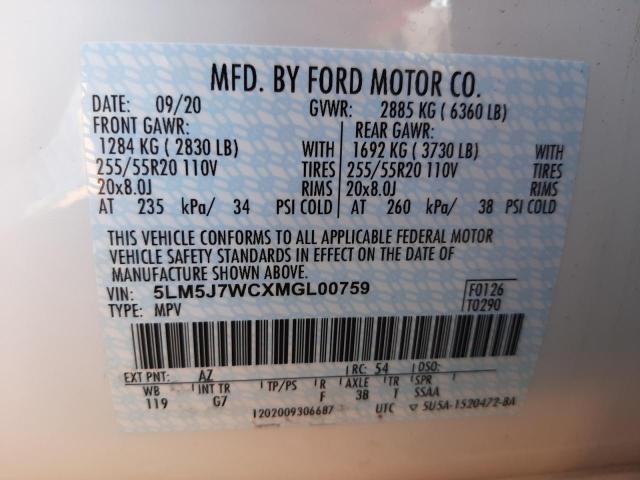 MFD. BY FORD MOTOR CO.
DATE: 09/20 GVWR: 2885 KG ( 6360 LB)
FRONT GAWR: REAR GAWR:
1284 KG ( 2830 LB) WITH 1692 KG ( 3730 LB) WITH
255/55R20 110V TIRES 255/55R20 110V TIRES
20x8.0J RIMS 20x8.0J RIMS
AT 235 kPa/ 34 PSI COLD AT 260 kPa/ 38 PSI COLD
THIS VEHICLE CONFORMS TO ALL APPLICABLE FEDERAL MOTOR
VEHICLE SAFETY STANDARDS IN EFFECT ON THE DATE OF
MANUFACTURE SHOWN ABOVE.
VIN: 5LM5J7WCXMGL00759 F0126
TYPE: MPV T0290
EXT PNT: AZ RC: 54 DSO:
WB INT TR TP/PS R AXLE TR SPR
119 G7 F 3B T SSAA
1202009306687 UTC ▽ 5U5A-1520472-BA